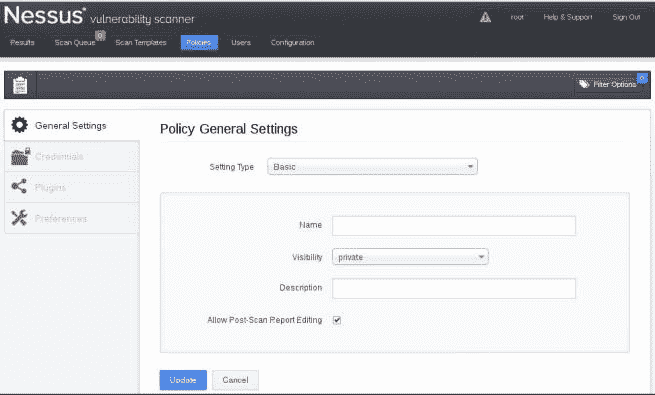 Nessus® vulnerability scanner
root Help & Support Sign Out
Results Scan Queue 0 Scan Templates Policies Users Configuration
0
Filter Options
General Settings
Credentials
Plugins
Preferences
Policy General Settings
Setting Type Basic
Name
Visibility private
Description
Allow Post-Scan Report Editing
Update Cancel